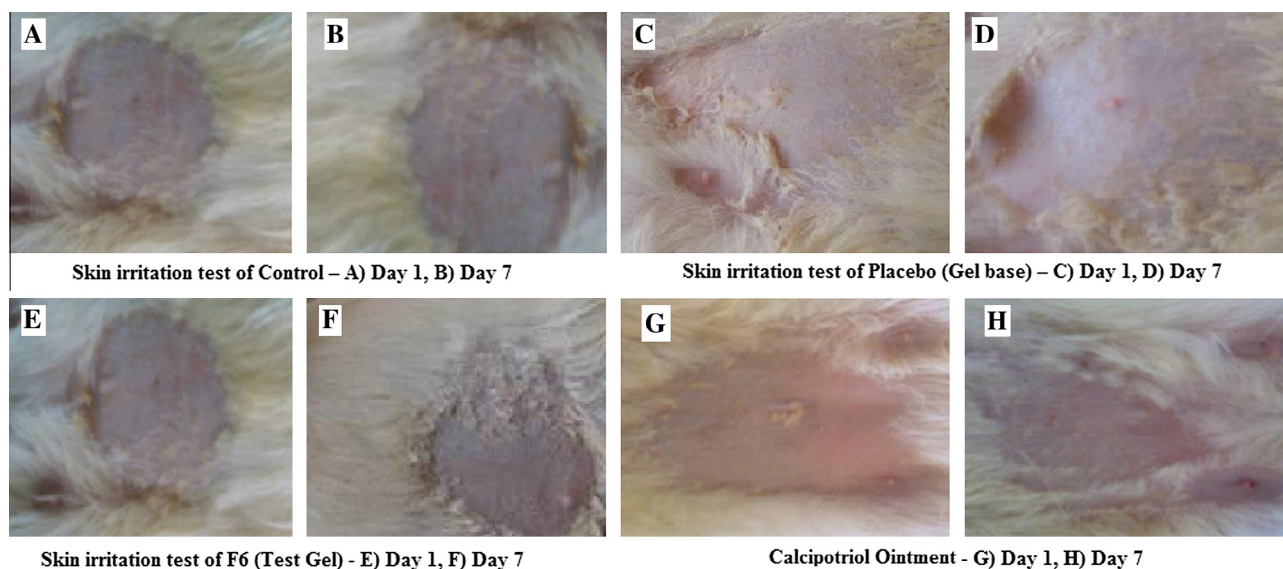 A
B
C
D
Skin irritation test of Control – A) Day 1, B) Day 7
Skin irritation test of Placebo (Gel base) – C) Day 1, D) Day 7
E
F
G
H
Skin irritation test of F6 (Test Gel) - E) Day 1, F) Day 7
Calcipotriol Ointment - G) Day 1, H) Day 7